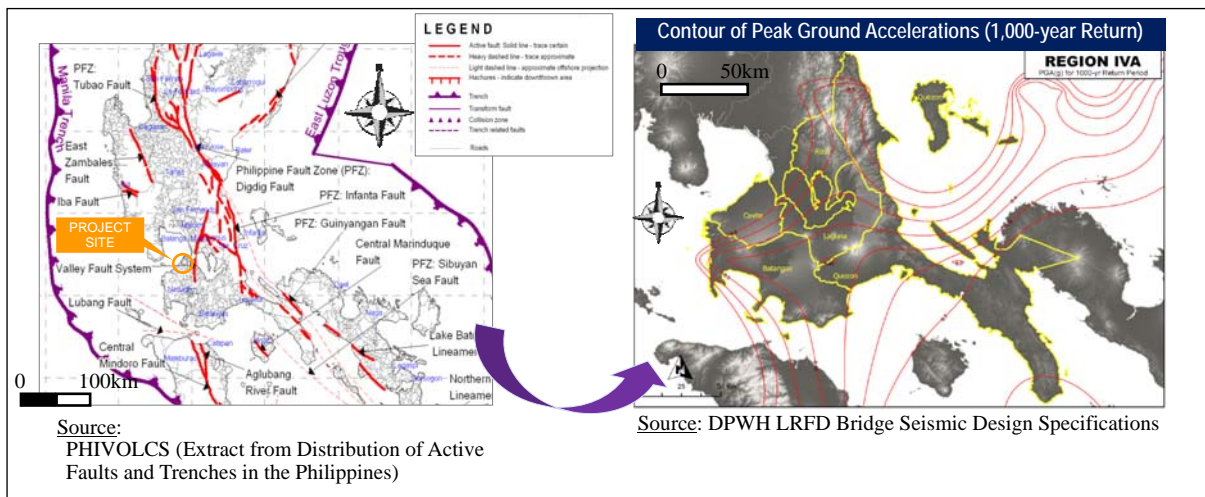 LEGEND
Active fault: Solid line - trace certain
Heavy dashed line - trace approximate
Light dashed line - approximate offshore projection
Hachures - indicate downthrown area
Trench
Transform fault
Collision zone
Trench related faults
Roads
Manila Trench
East Luzon
PFZ:
Tubao Fault
East
Zambales
Fault
Iba Fault
PROJECT
SITE
Valley Fault System
Lubang Fault
Central
Mindoro Fault
Philippine Fault Zone (PFZ):
Digdig Fault
PFZ: Infanta Fault
PFZ: Guinyangan Fault
Central Marinduque
Fault
PFZ: Sibuyan
Sea Fault
Lineamen
Northern
Lineame
Aglubang
River Fault
0
100km
Source:
PHIVOLCS (Extract from Distribution of Active
Faults and Trenches in the Philippines)
Contour of Peak Ground Accelerations (1,000-year Return)
0
50km
REGION IVA
PGA(g) for 1000-yr Return Period
Cavite
Laguna
Batangas
Quezon
Source: DPWH LRFD Bridge Seismic Design Specifications